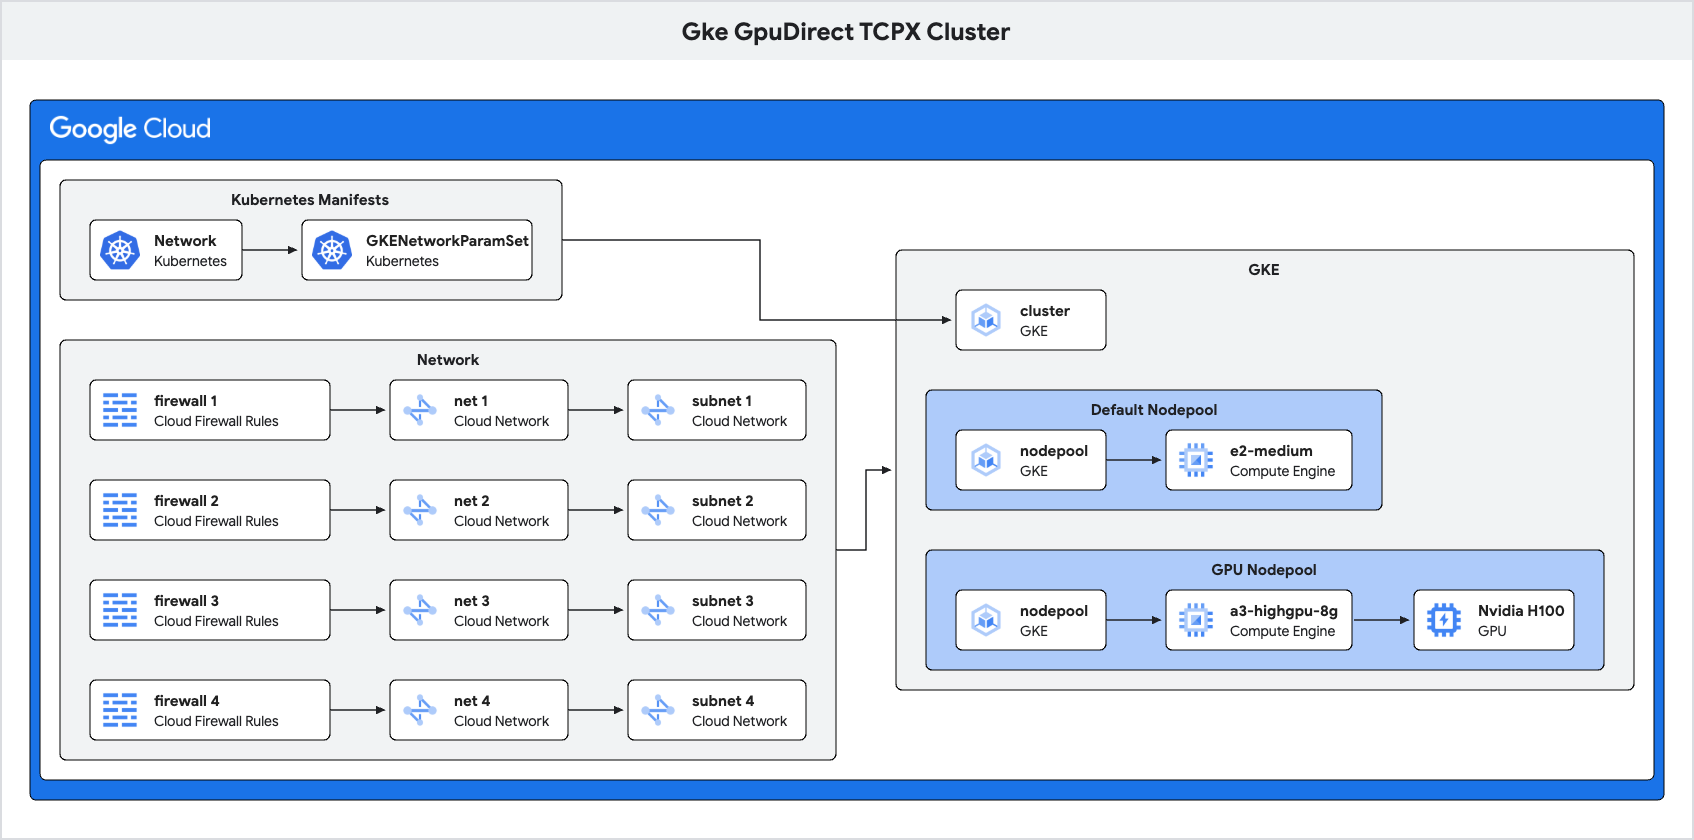 Gke GpuDirect TCPX Cluster
Google Cloud
Kubernetes Manifests
Network
Kubernetes
GKENetworkParamSet
Kubernetes
Network
firewall 1
Cloud Firewall Rules
net 1
Cloud Network
subnet 1
Cloud Network
firewall 2
Cloud Firewall Rules
net 2
Cloud Network
subnet 2
Cloud Network
firewall 3
Cloud Firewall Rules
net 3
Cloud Network
subnet 3
Cloud Network
firewall 4
Cloud Firewall Rules
net 4
Cloud Network
subnet 4
Cloud Network
GKE
cluster
GKE
Default Nodepool
nodepool
GKE
e2-medium
Compute Engine
GPU Nodepool
nodepool
GKE
a3-highgpu-8g
Compute Engine
Nvidia H100
GPU